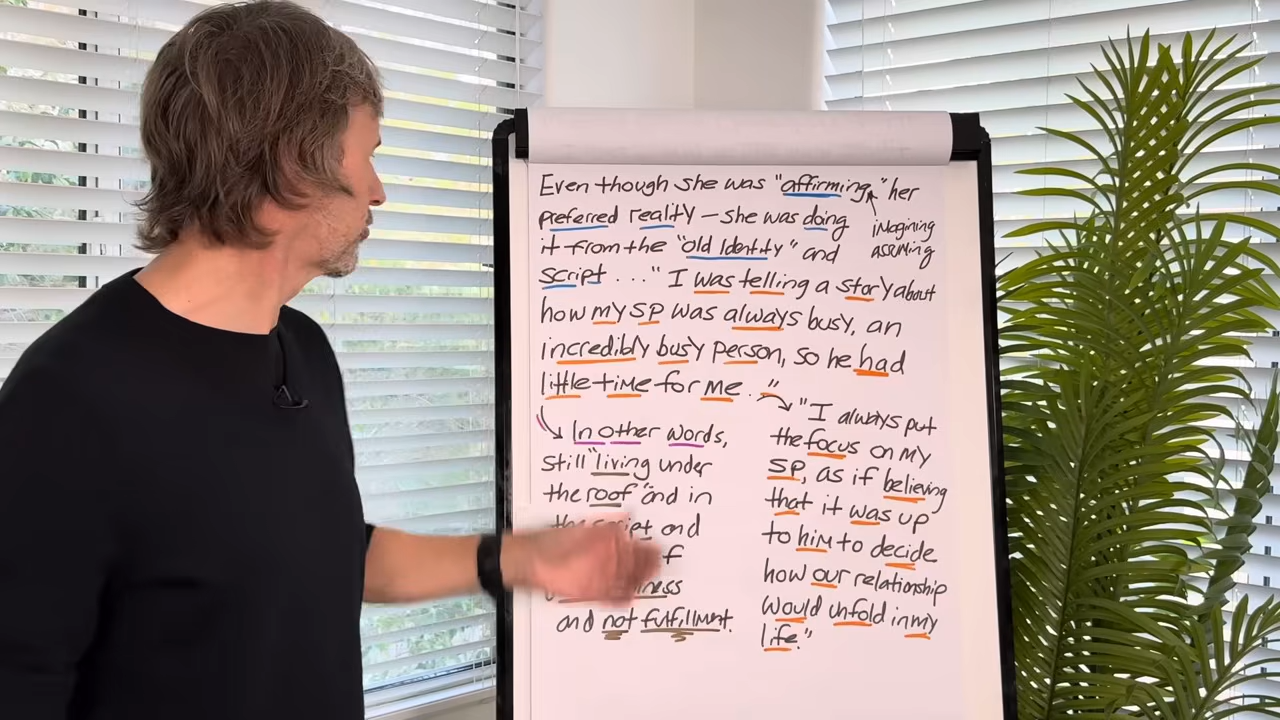 Even though she was "affirming," her
preferred reality – she was doing
imagining
assuming
it from the "old Identity" and
script . . . " I was telling a story about
how my SP was always busy, an
incredibly busy person, so he had
little time for me . . "
In other words,
still "living under
the roof" and in
the script and
f
ness
and not fulfillment.
"I always put
the focus on my
SP, as if believing
that it was up
to him to decide
how our relationship
would unfold in my
life."